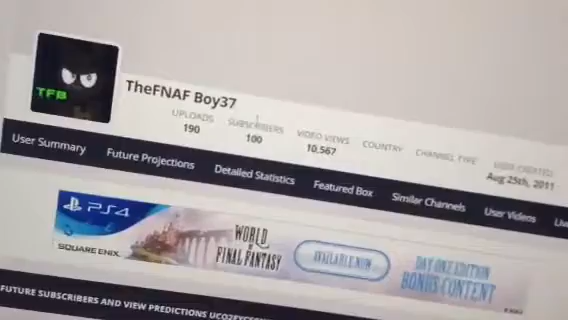 TFB
TheFNAF Boy37
UPLOADS SUBSCRIBERS VIDEO VIEWS COUNTRY CHANNEL TYPE USER CREATED
190 100 10,567 Aug 25th, 2011
User Summary Future Projections Detailed Statistics Featured Box Similar Channels User Videos
PS4
SQUARE ENIX
WORLD OF FINAL FANTASY
AVAILABLE NOW
DAY ONE EDITION
BONUS CONTENT
FUTURE SUBSCRIBERS AND VIEW PREDICTIONS